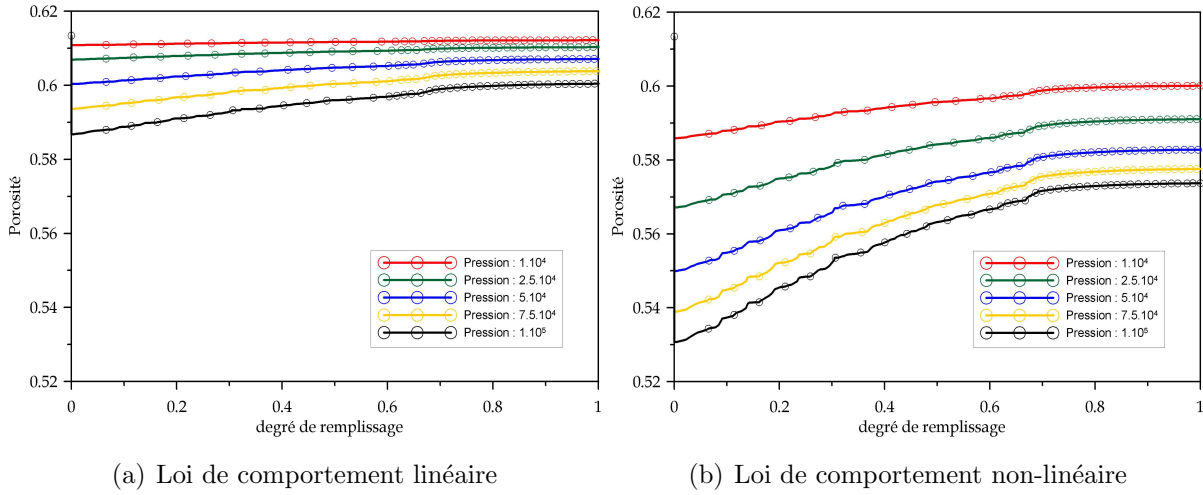 0.62
0.6
0.58
0.56
0.54
0.52
Porosité
0
0.2
0.4
0.6
0.8
1
degré de remplissage
Pression : 1.10⁴
Pression : 2.5.10⁴
Pression : 5.10⁴
Pression : 7.5.10⁴
Pression : 1.10⁵
(a) Loi de comportement linéaire
0.62
0.6
0.58
0.56
0.54
0.52
Porosité
0
0.2
0.4
0.6
0.8
1
degré de remplissage
Pression : 1.10⁴
Pression : 2.5.10⁴
Pression : 5.10⁴
Pression : 7.5.10⁴
Pression : 1.10⁵
(b) Loi de comportement non-linéaire